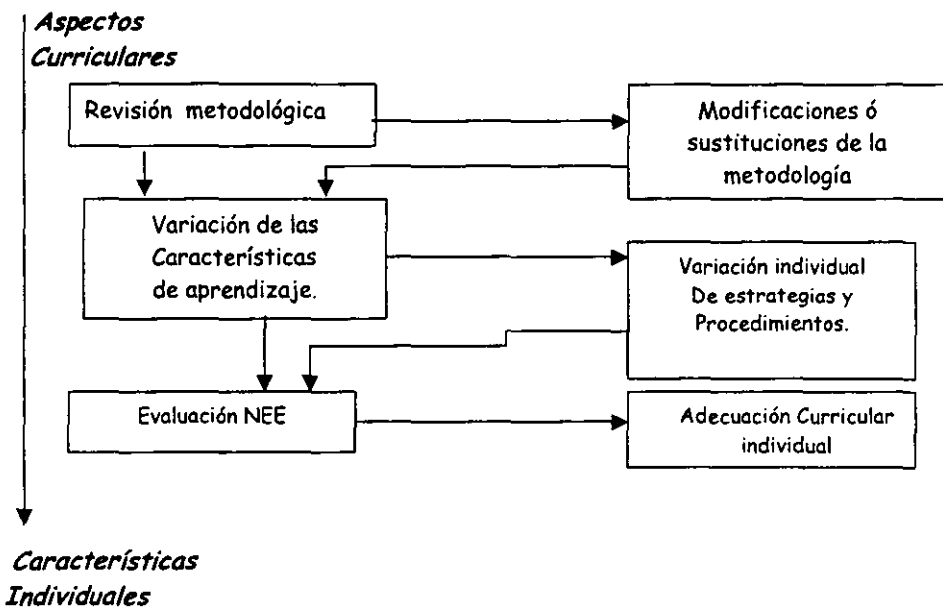 Aspectos
Curriculares
Revisión metodológica
Modificaciones ó
sustituciones de la
metodología
Variación de las
Características
de aprendizaje.
Variación individual
De estrategias y
Procedimientos.
Evaluación NEE
Adecuación Curricular
individual
Características
Individuales